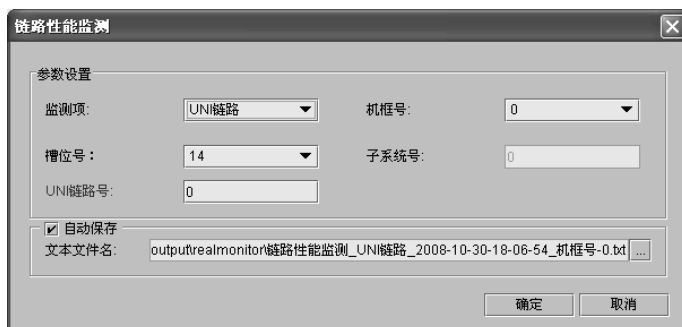 链路性能监测
参数设置
监测项: UNI链路 机框号: 0
槽位号: 14 子系统号: 0
UNI链路号: 0
自动保存
文本文件名: output\realmonitor\链路性能监测_UNI链路_2008-10-30-18-06-54_机框号-0.txt ...
确定 取消